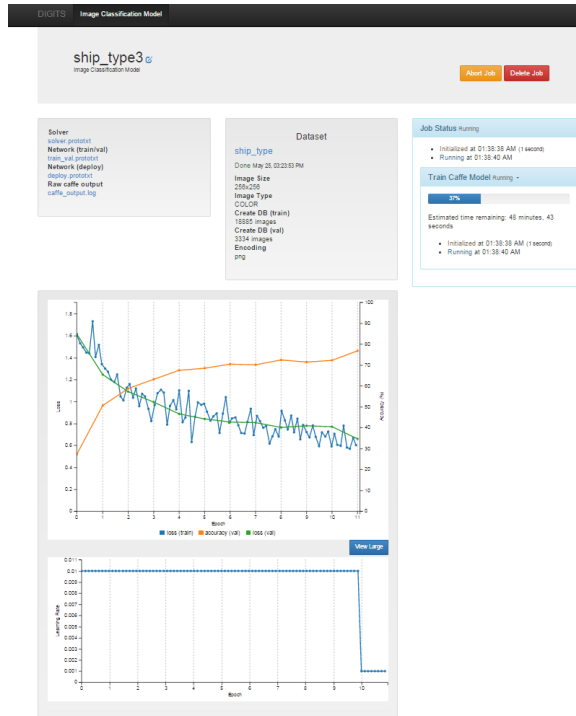 DIGITS Image Classification Model
ship_type3
Image Classification Model
Abort Job Delete Job
Solver
solver.prototxt
Network (train/val)
train_val.prototxt
Network (deploy)
deploy.prototxt
Raw caffe output
caffe_output.log
Dataset
ship_type
Done May 25, 03:23:53 PM
Image Size
256x256
Image Type
COLOR
Create DB (train)
18885 images
Create DB (val)
3334 images
Encoding
png
Job Status Running
Initialized at 01:38:38 AM (1 second)
Running at 01:38:40 AM
Train Caffe Model Running
37%
Estimated time remaining: 48 minutes, 43
seconds
Initialized at 01:38:38 AM (1 second)
Running at 01:38:40 AM
1.8
1.6
1.4
1.2
1
0.8
0.6
0.4
0.2
0
Loss
100
90
80
70
60
50
40
30
20
10
0
Accuracy (%)
0 1 2 3 4 5 6 7 8 9 10 11
Epoch
loss (train) accuracy (val) loss (val)
View Large
0.011
0.01
0.009
0.008
0.007
0.006
0.005
0.004
0.003
0.002
0.001
0
Learning Rate
0 1 2 3 4 5 6 7 8 9 10
Epoch